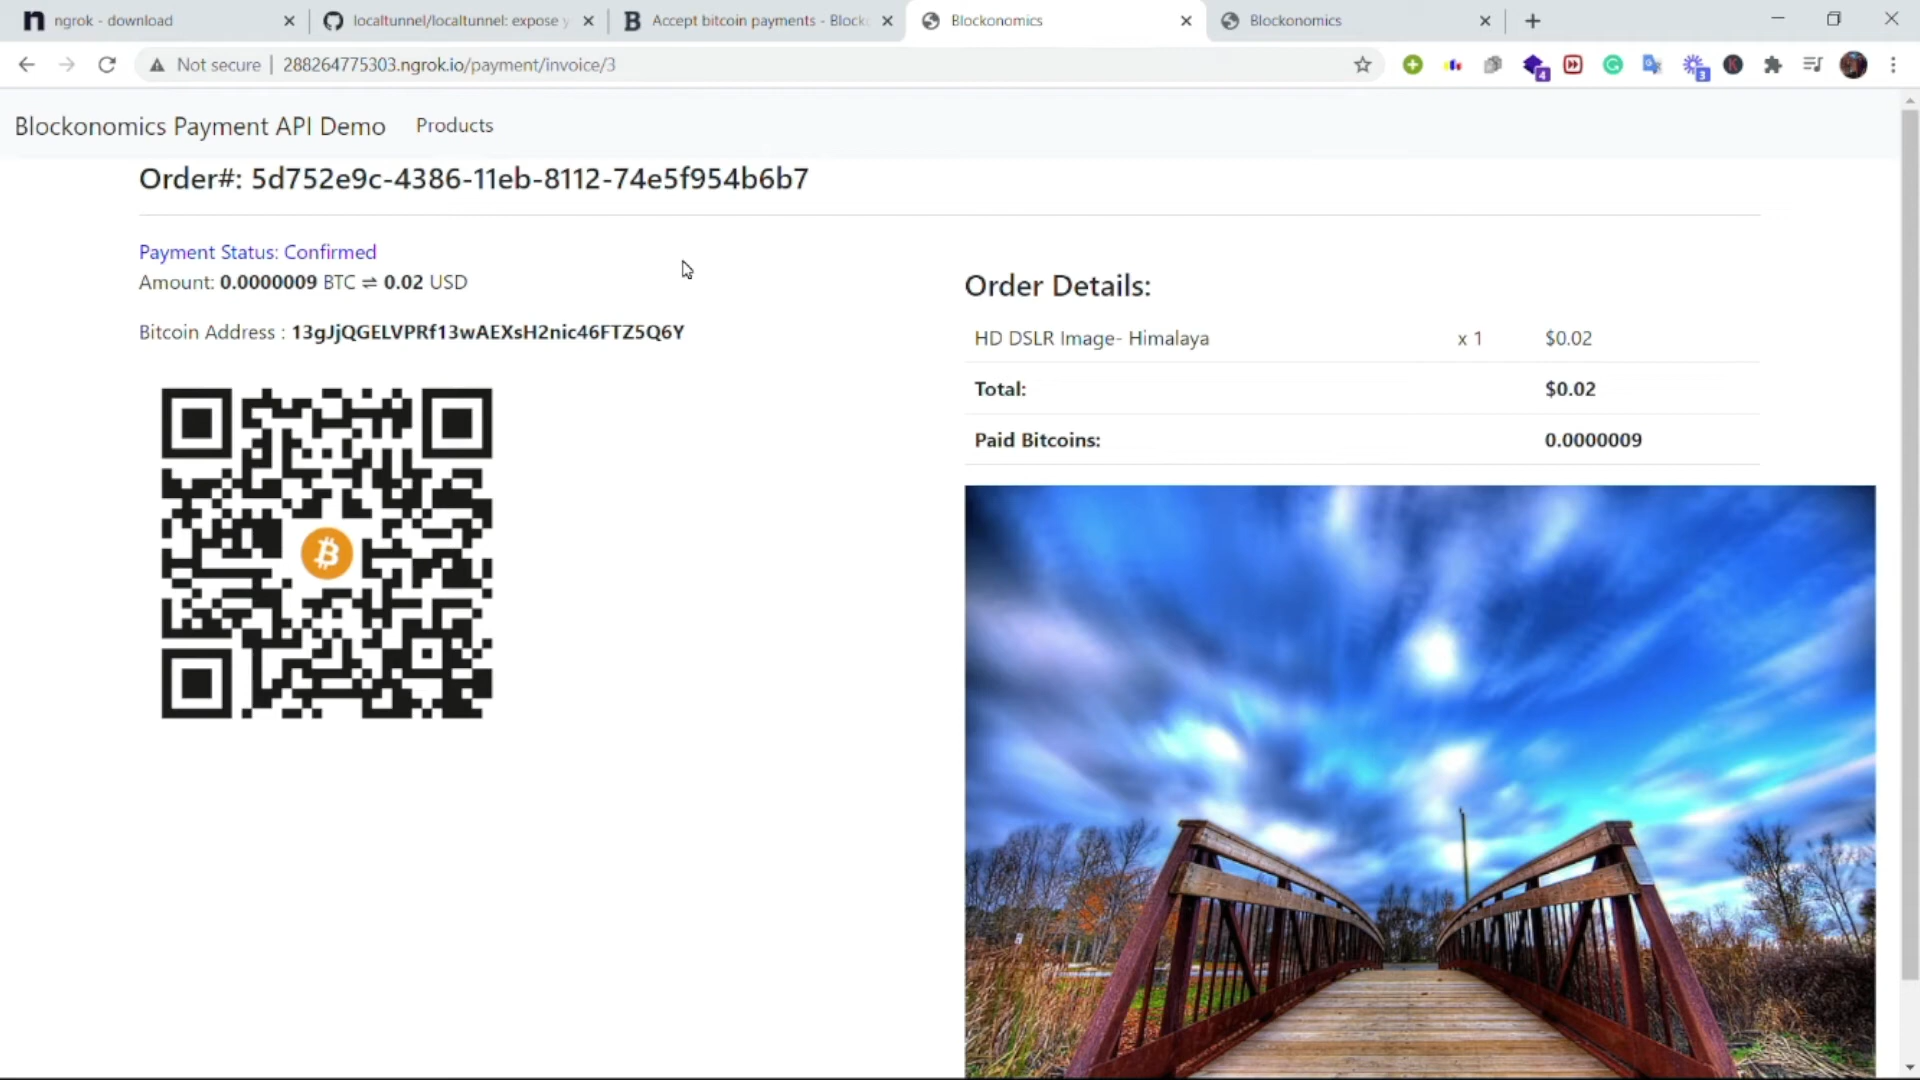 ngrok - download
localtunnel/localtunnel: expose y
Accept bitcoin payments - Blocko
Blockonomics
Blockonomics
Not secure | 288264775303.ngrok.io/payment/invoice/3
4
3
Blockonomics Payment API Demo
Products
Order#: 5d752e9c-4386-11eb-8112-74e5f954b6b7
Payment Status: Confirmed
Amount: 0.0000009 BTC ⇌ 0.02 USD
Bitcoin Address : 13gJjQGELVPRf13wAEXsH2nic46FTZ5Q6Y
Order Details:
HD DSLR Image- Himalaya x 1 $0.02
Total: $0.02
Paid Bitcoins: 0.0000009